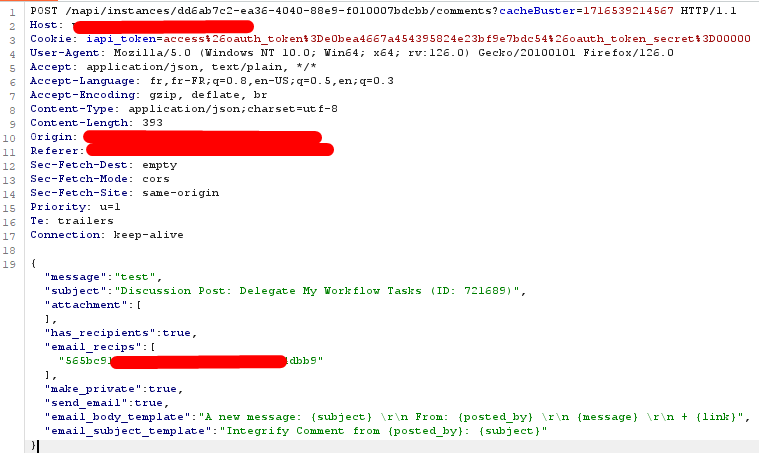 1 POST /napi/instances/dd6ab7c2-ea36-4040-88e9-f010007bdcbb/comments?cacheBuster=1716539214567 HTTP/1.1
2 Host:
3 Cookie: iapi_token=access%26oauth_token%3De0bea4667a454395824e23bf9e7bdc54%26oauth_token_secret%3D00000
4 User-Agent: Mozilla/5.0 (Windows NT 10.0; Win64; x64; rv:126.0) Gecko/20100101 Firefox/126.0
5 Accept: application/json, text/plain, */*
6 Accept-Language: fr,fr-FR;q=0.8,en-US;q=0.5,en;q=0.3
7 Accept-Encoding: gzip, deflate, br
8 Content-Type: application/json;charset=utf-8
9 Content-Length: 393
10 Origin:
11 Referer:
12 Sec-Fetch-Dest: empty
13 Sec-Fetch-Mode: cors
14 Sec-Fetch-Site: same-origin
15 Priority: u=1
16 Te: trailers
17 Connection: keep-alive
18
19 {
"message":"test",
"subject":"Discussion Post: Delegate My Workflow Tasks (ID: 721689)",
"attachment":[
],
"has_recipients":true,
"email_recips":[
"565bc91 dbb9"
],
"make_private":true,
"send_email":true,
"email_body_template":"A new message: {subject} \r\n From: {posted_by} \r\n {message} \r\n + {link}",
"email_subject_template":"Integrify Comment from {posted_by}: {subject}"
}